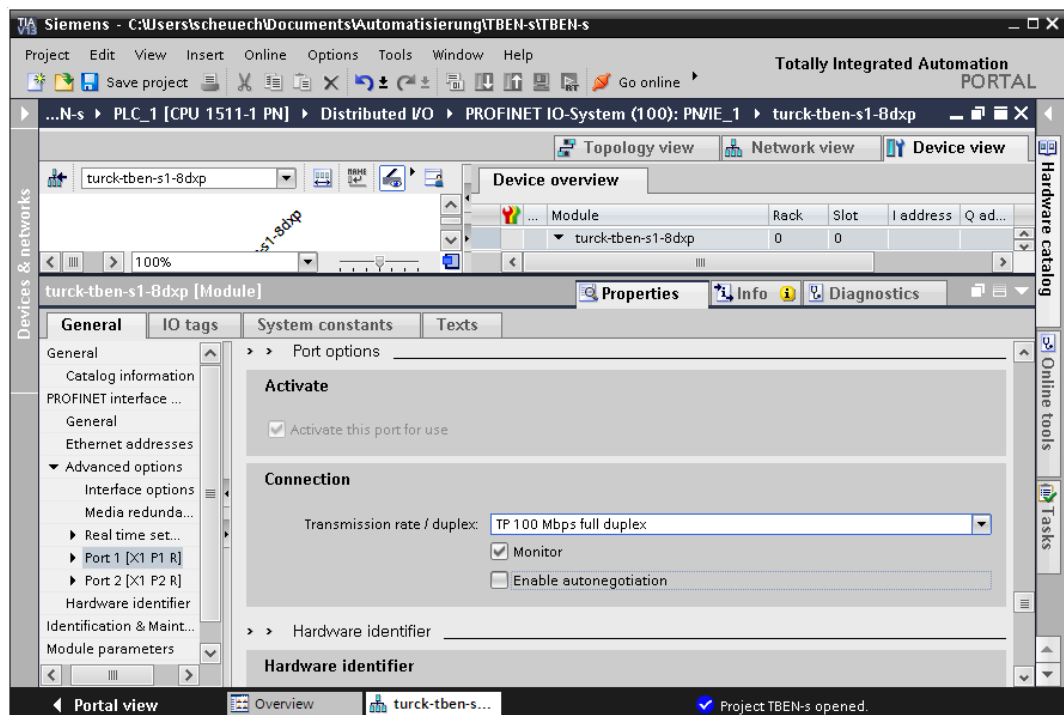 TIA V13 Siemens - C:\Users\scheuech\Documents\Automatisierung\TBEN-s\TBEN-s
Project Edit View Insert Online Options Tools Window Help
Totally Integrated Automation
PORTAL
Save project
Go online
...N-s PLC_1 [CPU 1511-1 PN] Distributed I/O PROFINET IO-System (100): PN/IE_1 turck-tben-s1-8dxp
Topology view Network view Device view
turck-tben-s1-8dxp
NAME
Device overview
... Module Rack Slot I address Q ad...
turck-tben-s1-8dxp 0 0
s1-8dxp
100%
Devices & networks
turck-tben-s1-8dxp [Module]
Properties Info Diagnostics
General IO tags System constants Texts
General
Catalog information
PROFINET interface ...
General
Ethernet addresses
Advanced options
Interface options
Media redunda...
Real time set...
Port 1 [X1 P1 R]
Port 2 [X1 P2 R]
Hardware identifier
Identification & Maint...
Module parameters
> > Port options
Activate
Activate this port for use
Connection
Transmission rate / duplex: TP 100 Mbps full duplex
Monitor
Enable autonegotiation
> > Hardware identifier
Hardware identifier
Hardware catalog
Online tools
Tasks
Portal view Overview turck-tben-s... Project TBEN-s opened.